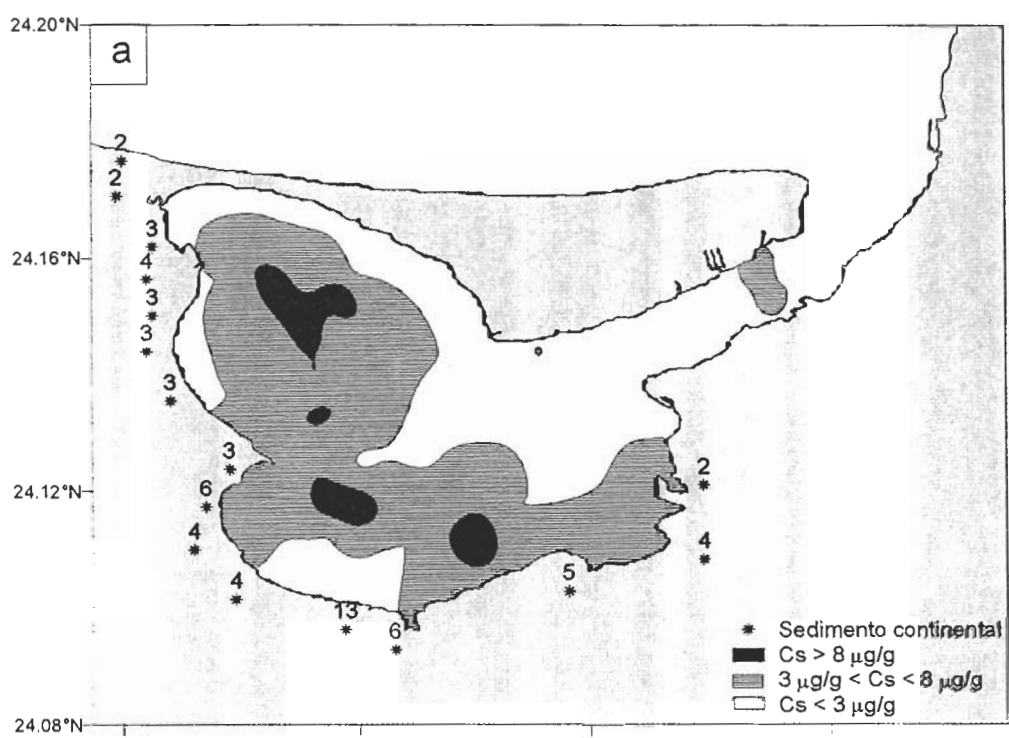 24.20°N
a
2
2
3
4
24.16°N
3
3
3
3
24.12°N
6
2
4
4
5
4
13
6
Sedimento continental
Cs > 8 µg/g
3 µg/g < Cs < 8 µg/g
Cs < 3 µg/g
24.08°N